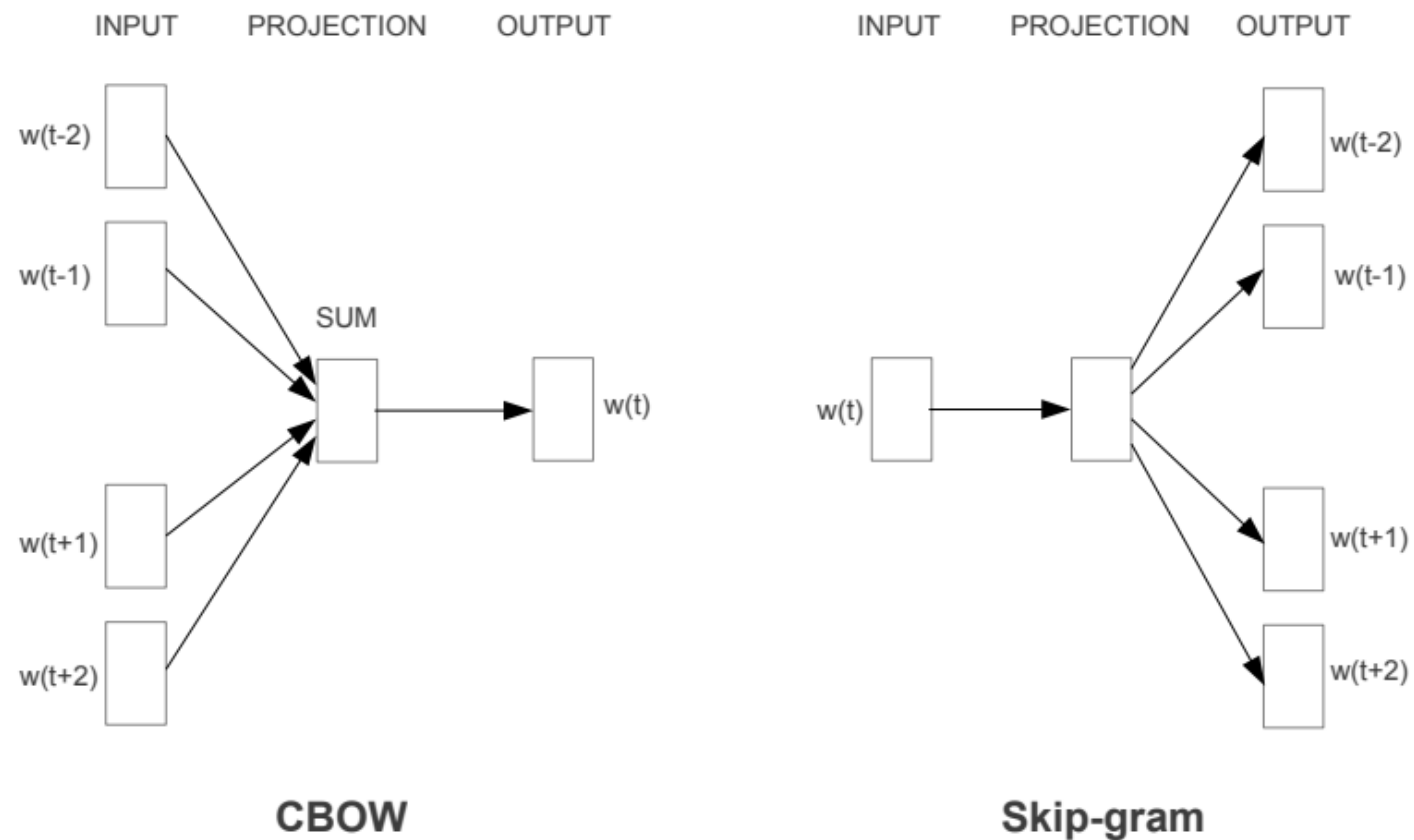 INPUT PROJECTION OUTPUT
w(t-2)
w(t-1)
SUM
w(t)
w(t+1)
w(t+2)
CBOW
INPUT PROJECTION OUTPUT
w(t-2)
w(t-1)
w(t)
w(t+1)
w(t+2)
Skip-gram